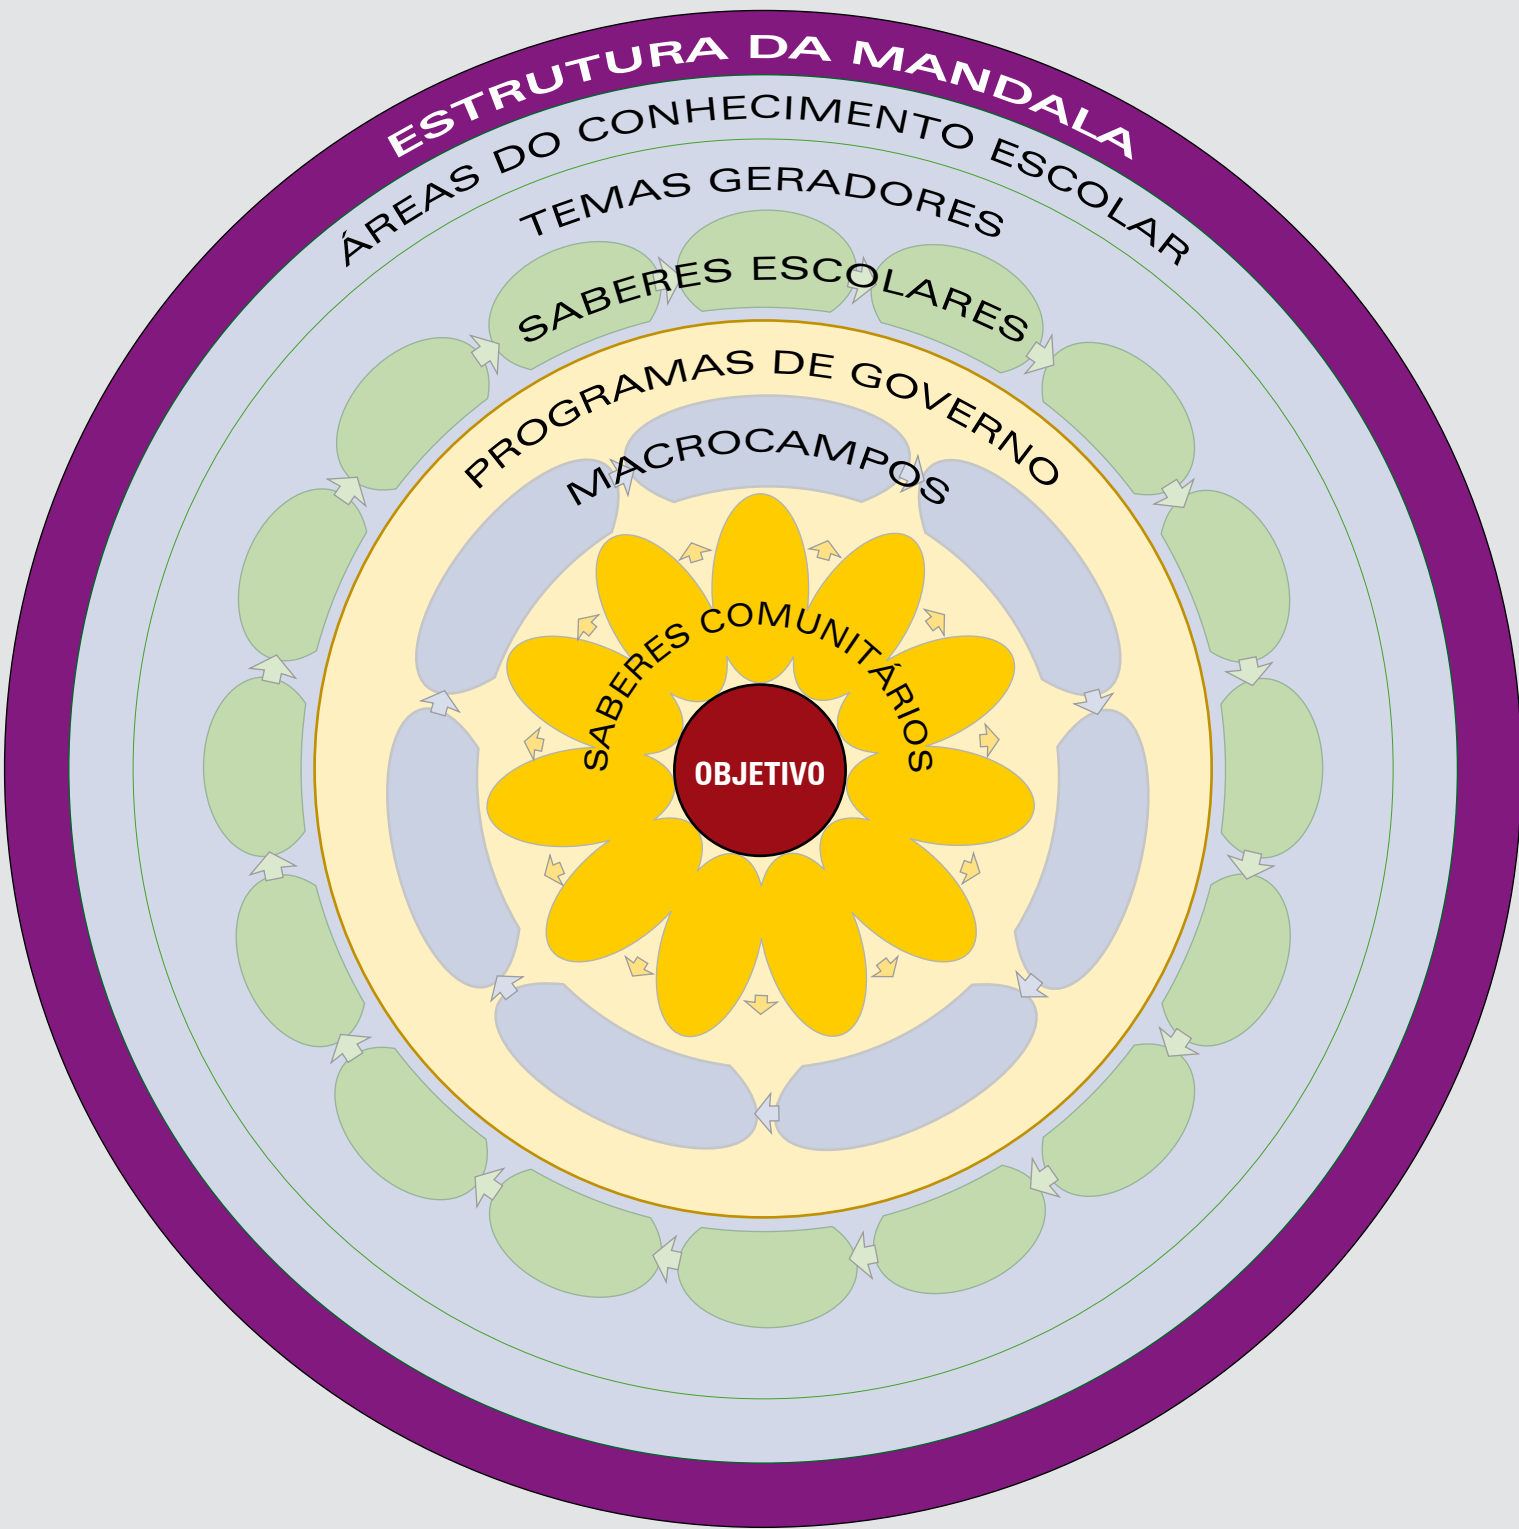 ESTRUTURA DA MANDALA
ÁREAS DO CONHECIMENTO ESCOLAR
TEMAS GERADORES
SABERES ESCOLARES
PROGRAMAS DE GOVERNO
MACROCAMPOS
SABERES COMUNITÁRIOS
OBJETIVO